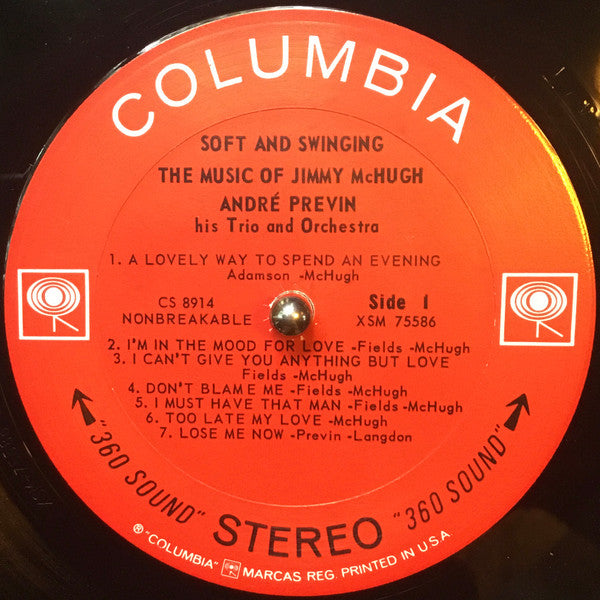 COLUMBIA
SOFT AND SWINGING
THE MUSIC OF JIMMY McHUGH
ANDRÉ PREVIN
his Trio and Orchestra
1. A LOVELY WAY TO SPEND AN EVENING
Adamson -McHugh
CS 8914 Side 1
NONBREAKABLE XSM 75586
2. I'M IN THE MOOD FOR LOVE -Fields -McHugh
3. I CAN'T GIVE YOU ANYTHING BUT LOVE
Fields -McHugh
4. DON'T BLAME ME -Fields -McHugh
5. I MUST HAVE THAT MAN -Fields -McHugh
6. TOO LATE MY LOVE -McHugh
7. LOSE ME NOW -Previn -Langdon
"360 SOUND" STEREO "360 SOUND"
® "COLUMBIA" MARCAS REG. PRINTED IN U.S.A.